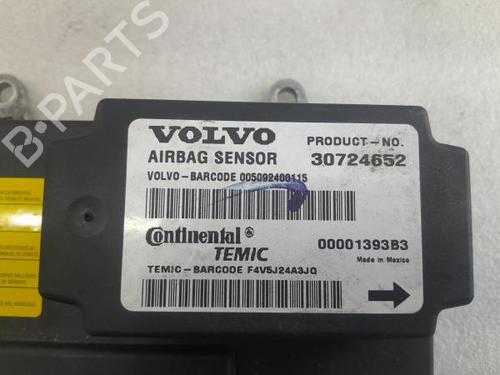 B-PARTS
VOLVO
PRODUCT-NO.
AIRBAG SENSOR
30724652
VOLVO-BARCODE 005092400115
Continental
TEMIC
00001393B3
Made in Mexico
TEMIC-BARCODE F4V5J24A3JQ